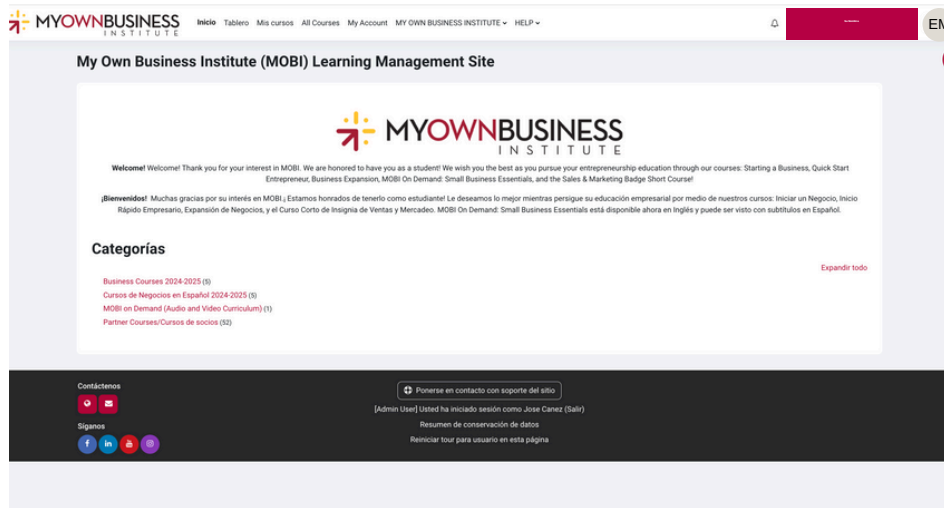 MYOWNBUSINESS
INSTITUTE
Inicio Tablero Mis cursos All Courses My Account MY OWN BUSINESS INSTITUTE HELP
EM
My Own Business Institute (MOBI) Learning Management Site
MYOWNBUSINESS
INSTITUTE
Welcome! Welcome! Thank you for your interest in MOBI. We are honored to have you as a student! We wish you the best as you pursue your entrepreneurship education through our courses: Starting a Business, Quick Start
Entrepreneur, Business Expansion, MOBI On Demand: Small Business Essentials, and the Sales & Marketing Badge Short Course!
¡Bienvenidos! Muchas gracias por su interés en MOBI.¡ Estamos honrados de tenerlo como estudiante! Le deseamos lo mejor mientras persigue su educación empresarial por medio de nuestros cursos: Iniciar un Negocio, Inicio
Rápido Empresario, Expansión de Negocios, y el Curso Corto de Insignia de Ventas y Mercadeo. MOBI On Demand: Small Business Essentials está disponible ahora en Inglés y puede ser visto con subtítulos en Español.
Categorías
Expandir todo
Business Courses 2024-2025 (5)
Cursos de Negocios en Español 2024-2025 (5)
MOBI on Demand (Audio and Video Curriculum) (1)
Partner Courses/Cursos de socios (52)
Contáctenos
Síganos
Ponerse en contacto con soporte del sitio
[Admin User] Usted ha iniciado sesión como Jose Canez (Salir)
Resumen de conservación de datos
Reiniciar tour para usuario en esta página